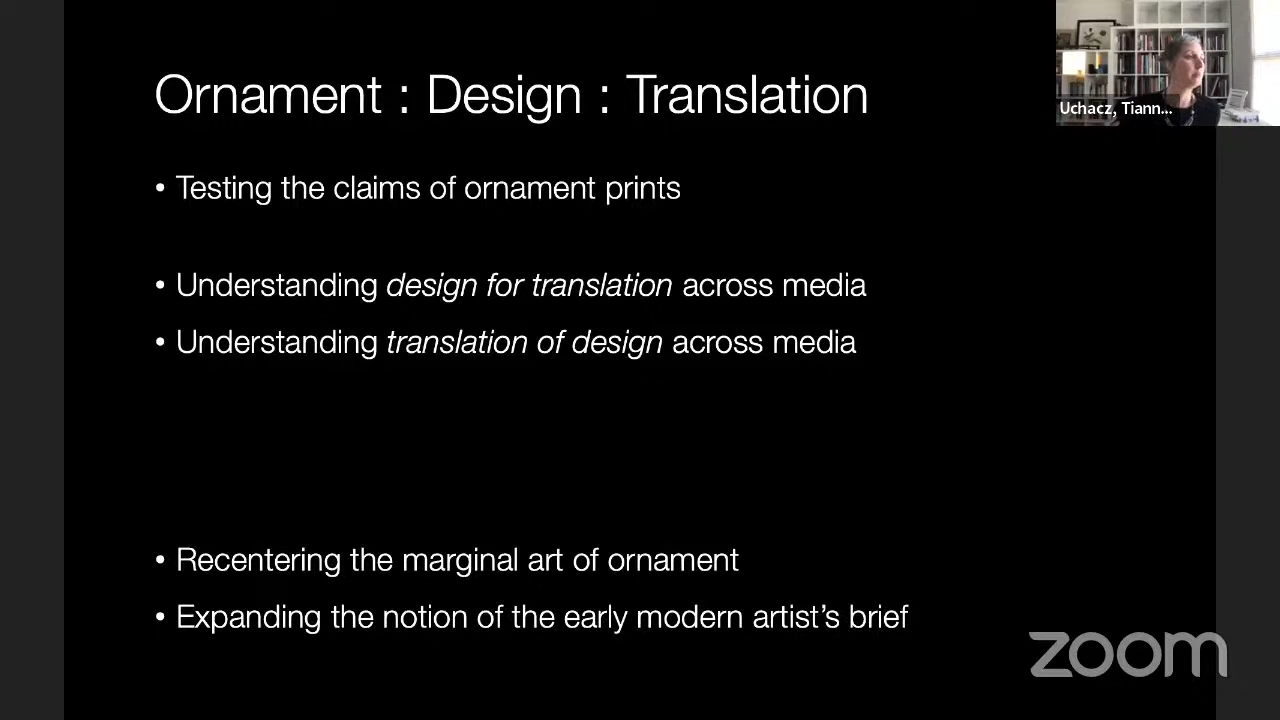 Ornament : Design : Translation
Uchacz, Tiann...
• Testing the claims of ornament prints
• Understanding design for translation across media
• Understanding translation of design across media
• Recentering the marginal art of ornament
• Expanding the notion of the early modern artist’s brief
zoom